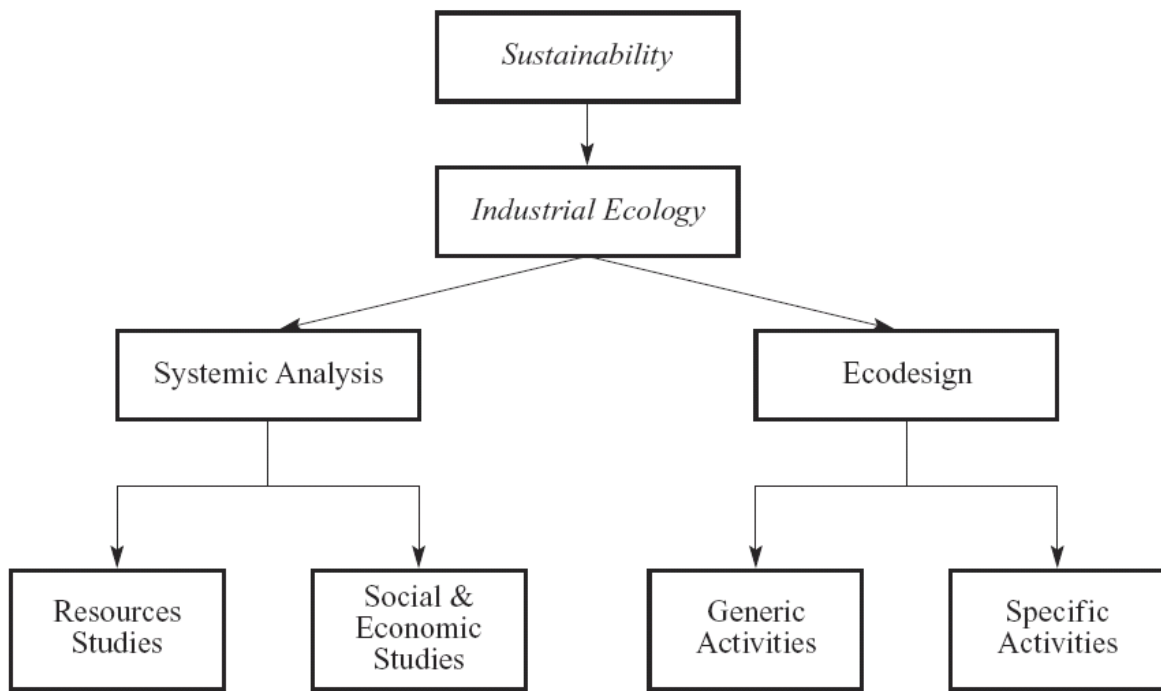 Sustainability
Industrial Ecology
Systemic Analysis
Ecodesign
Resources
Studies
Social &
Economic
Studies
Generic
Activities
Specific
Activities